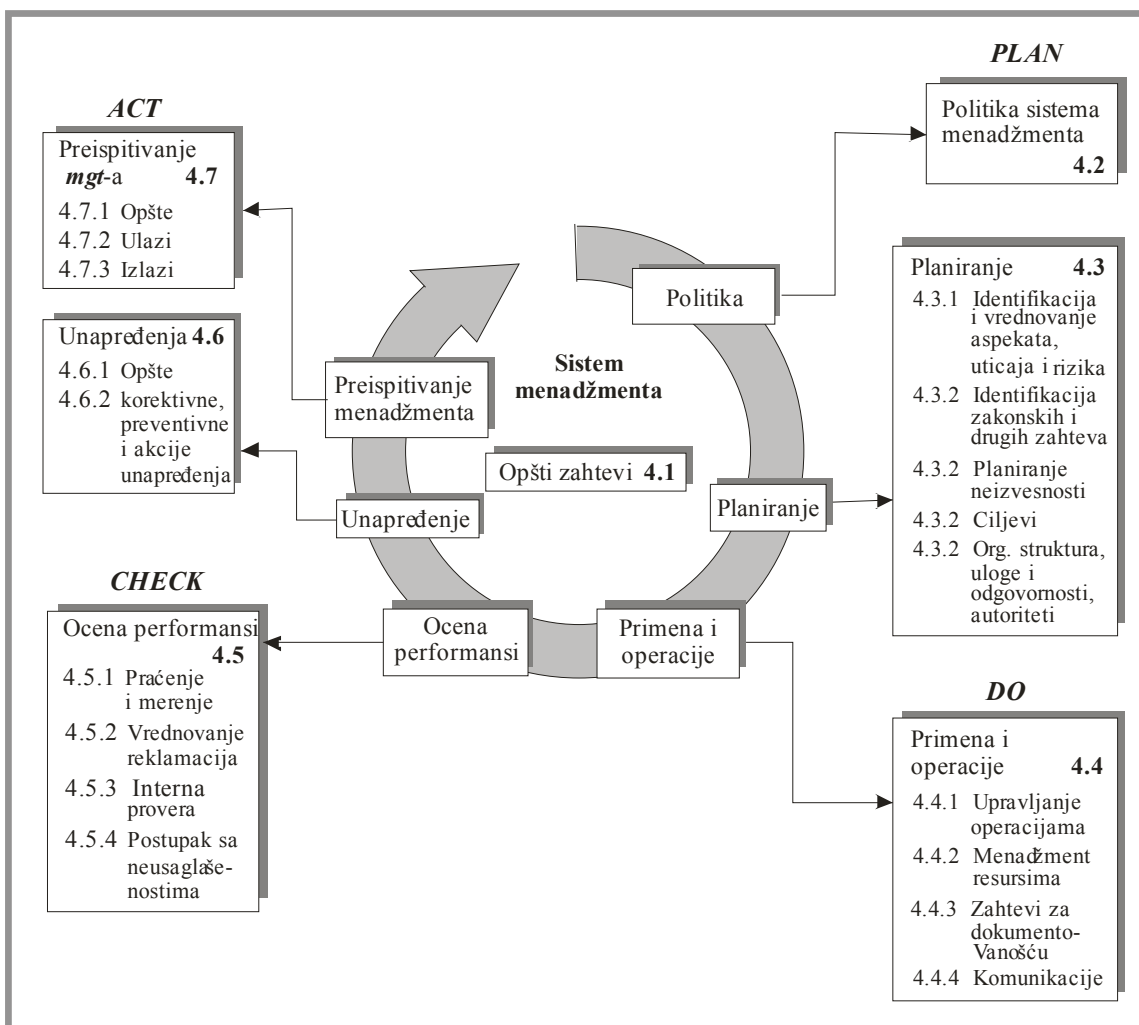 PLAN
Politika sistema
menadžmenta
4.2
ACT
Preispitivanje
mgt-a 4.7
4.7.1 Opšte
4.7.2 Ulazi
4.7.3 Izlazi
Unapređenja 4.6
4.6.1 Opšte
4.6.2 korektivne,
preventivne
i akcije
unapređenja
Politika
Sistem
menadžmenta
Preispitivanje
menadžmenta
Opšti zahtevi 4.1
Unapređenje
Planiranje
Ocena
performansi
Primena i
operacije
Planiranje 4.3
4.3.1 Identifikacija
i vrednovanje
aspekata,
uticaja i rizika
4.3.2 Identifikacija
zakonskih i
drugih zahteva
4.3.2 Planiranje
neizvesnosti
4.3.2 Ciljevi
4.3.2 Org. struktura,
uloge i
odgovornosti,
autoriteti
CHECK
Ocena performansi
4.5
4.5.1 Praćenje
i merenje
4.5.2 Vrednovanje
reklamacija
4.5.3 Interna
provera
4.5.4 Postupak sa
neusaglaše-
nostima
DO
Primena i
operacije 4.4
4.4.1 Upravljanje
operacijama
4.4.2 Menadžment
resursima
4.4.3 Zahtevi za
dokumento-
Vanošću
4.4.4 Komunikacije